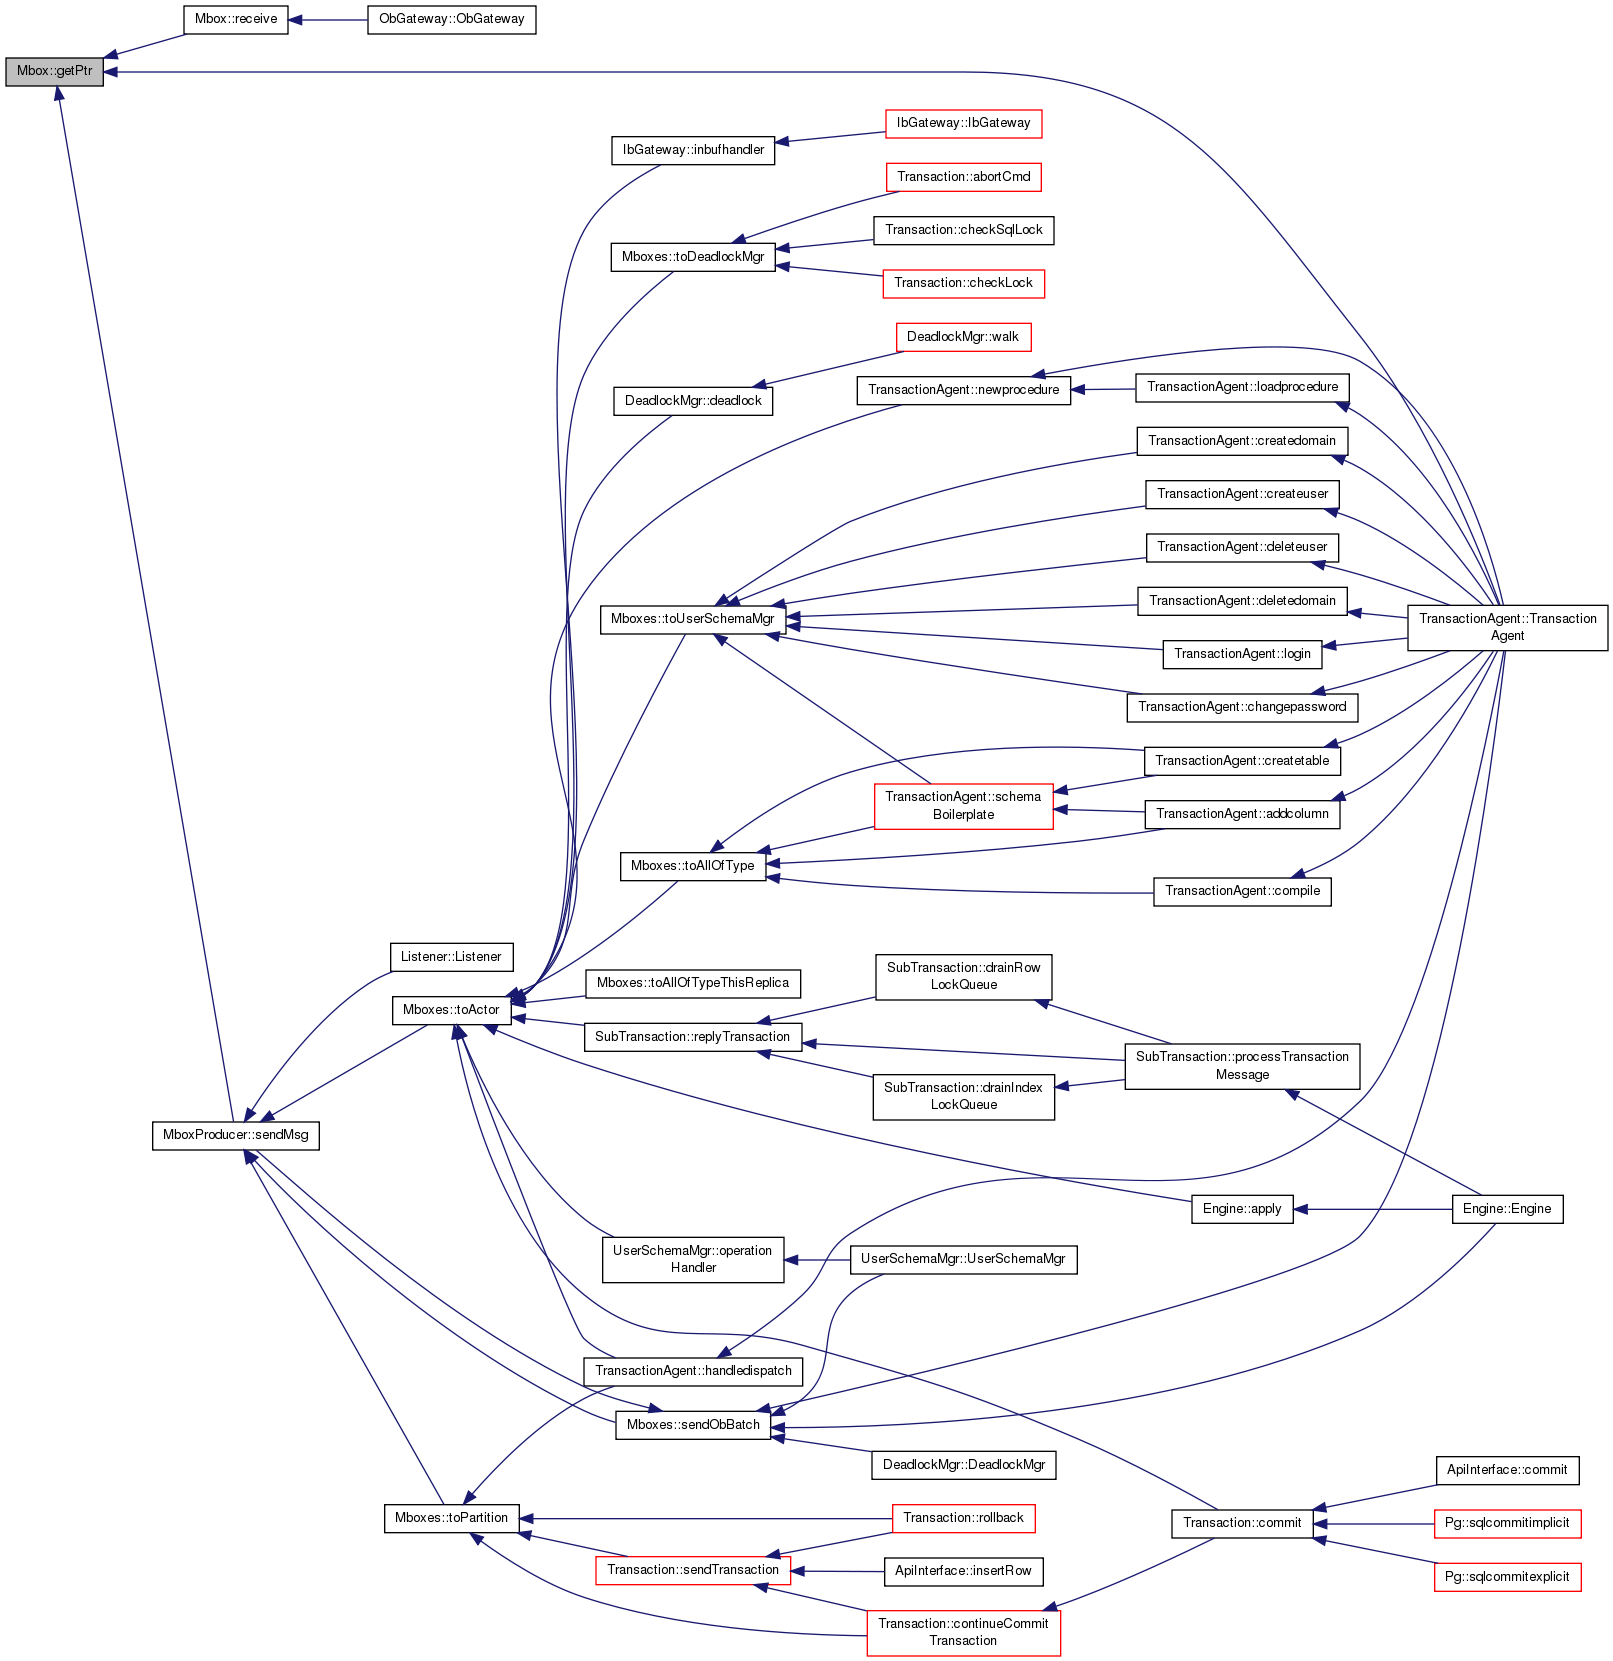 Mbox::receive
ObGateway::ObGateway
Mbox::getPtr
IbGateway::IbGateway
IbGateway::inbufhandler
Transaction::abortCmd
Transaction::checkSqlLock
Mboxes::toDeadlockMgr
Transaction::checkLock
DeadlockMgr::walk
DeadlockMgr::deadlock
TransactionAgent::newprocedure
TransactionAgent::loadprocedure
TransactionAgent::createdomain
TransactionAgent::createuser
TransactionAgent::deleteuser
TransactionAgent::deletedomain
Mboxes::toUserSchemaMgr
TransactionAgent::Transaction
Agent
TransactionAgent::login
TransactionAgent::changepassword
TransactionAgent::createtable
TransactionAgent::schema
Boilerplate
TransactionAgent::addcolumn
Mboxes::toAllOfType
TransactionAgent::compile
Listener::Listener
SubTransaction::drainRow
LockQueue
Mboxes::toAllOfTypeThisReplica
Mboxes::toActor
SubTransaction::replyTransaction
SubTransaction::processTransaction
Message
SubTransaction::drainIndex
LockQueue
MboxProducer::sendMsg
Engine::apply
Engine::Engine
UserSchemaMgr::operation
Handler
UserSchemaMgr::UserSchemaMgr
TransactionAgent::handledispatch
Mboxes::sendObBatch
DeadlockMgr::DeadlockMgr
ApiInterface::commit
Mboxes::toPartition
Transaction::rollback
Transaction::commit
Pg::sqlcommitimplicit
Transaction::sendTransaction
ApiInterface::insertRow
Pg::sqlcommitexplicit
Transaction::continueCommit
Transaction